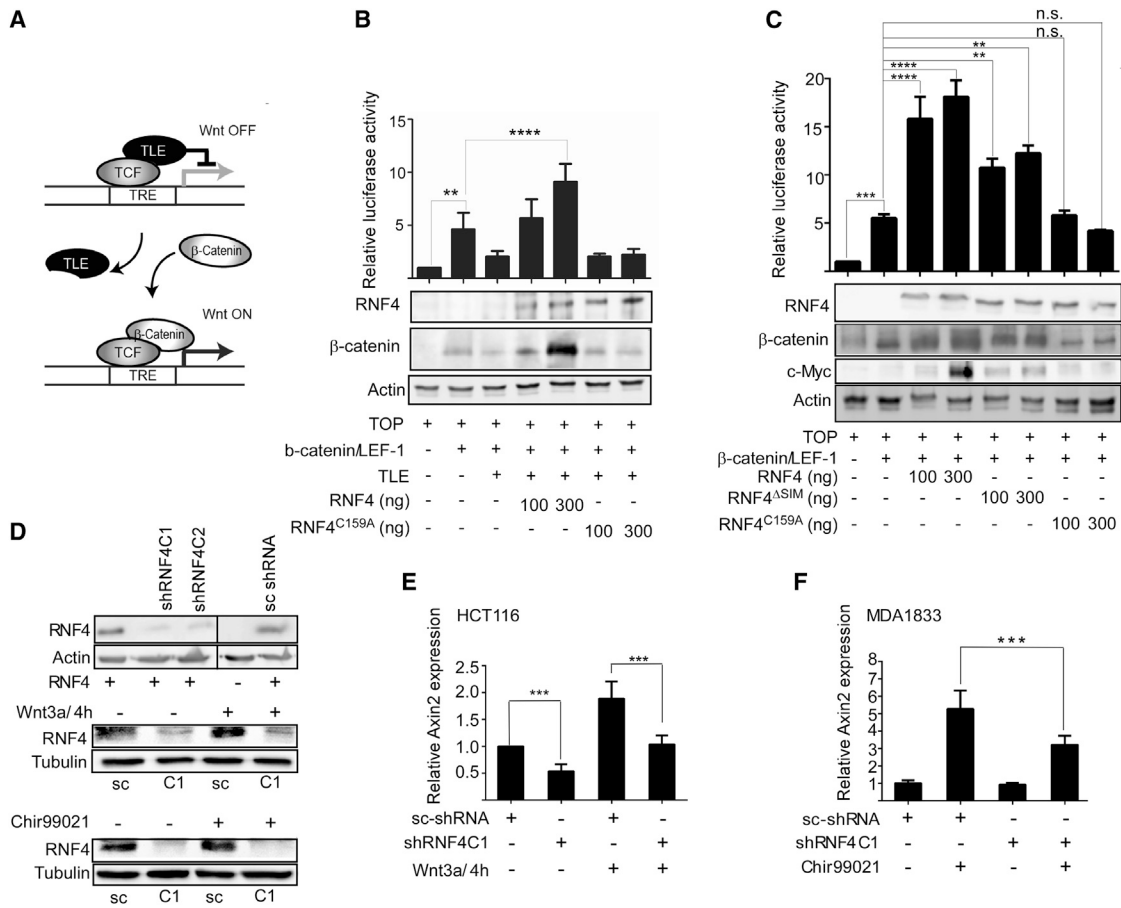 A
Wnt OFF
TLE
TCF
TRE
TLE
β-Catenin
β-Catenin
Wnt ON
TCF
TRE
B
Relative luciferase activity
15
10
5
**
****
RNF4
β-catenin
Actin
TOP + + + + + + +
b-catenin/LEF-1 - + + + + + +
TLE - - + + + + +
RNF4 (ng) - - - 100 300 - -
RNF4C159A (ng) - - - - - 100 300
C
Relative luciferase activity
20
15
10
5
n.s.
n.s.
**
**
****
****
***
RNF4
β-catenin
c-Myc
Actin
TOP + + + + + + + +
β-catenin/LEF-1 - + + + + + + +
RNF4 (ng) - - 100 300 - - - -
RNF4ΔSIM (ng) - - - - 100 300 - -
RNF4C159A (ng) - - - - - - 100 300
D
shRNF4C1
shRNF4C2
sc shRNA
RNF4
Actin
RNF4 + + + - +
Wnt3a/ 4h - - + +
RNF4
Tubulin
sc C1 sc C1
Chir99021 - - + +
RNF4
Tubulin
sc C1 sc C1
E
HCT116
Relative Axin2 expression
2.5
2.0
1.5
1.0
0.5
***
***
sc-shRNA + - + -
shRNF4C1 - + - +
Wnt3a/ 4h - - + +
F
MDA1833
Relative Axin2 expression
8
7
6
5
4
3
2
1
0
***
sc-shRNA + + - -
shRNF4C1 - - + +
Chir99021 - + - +